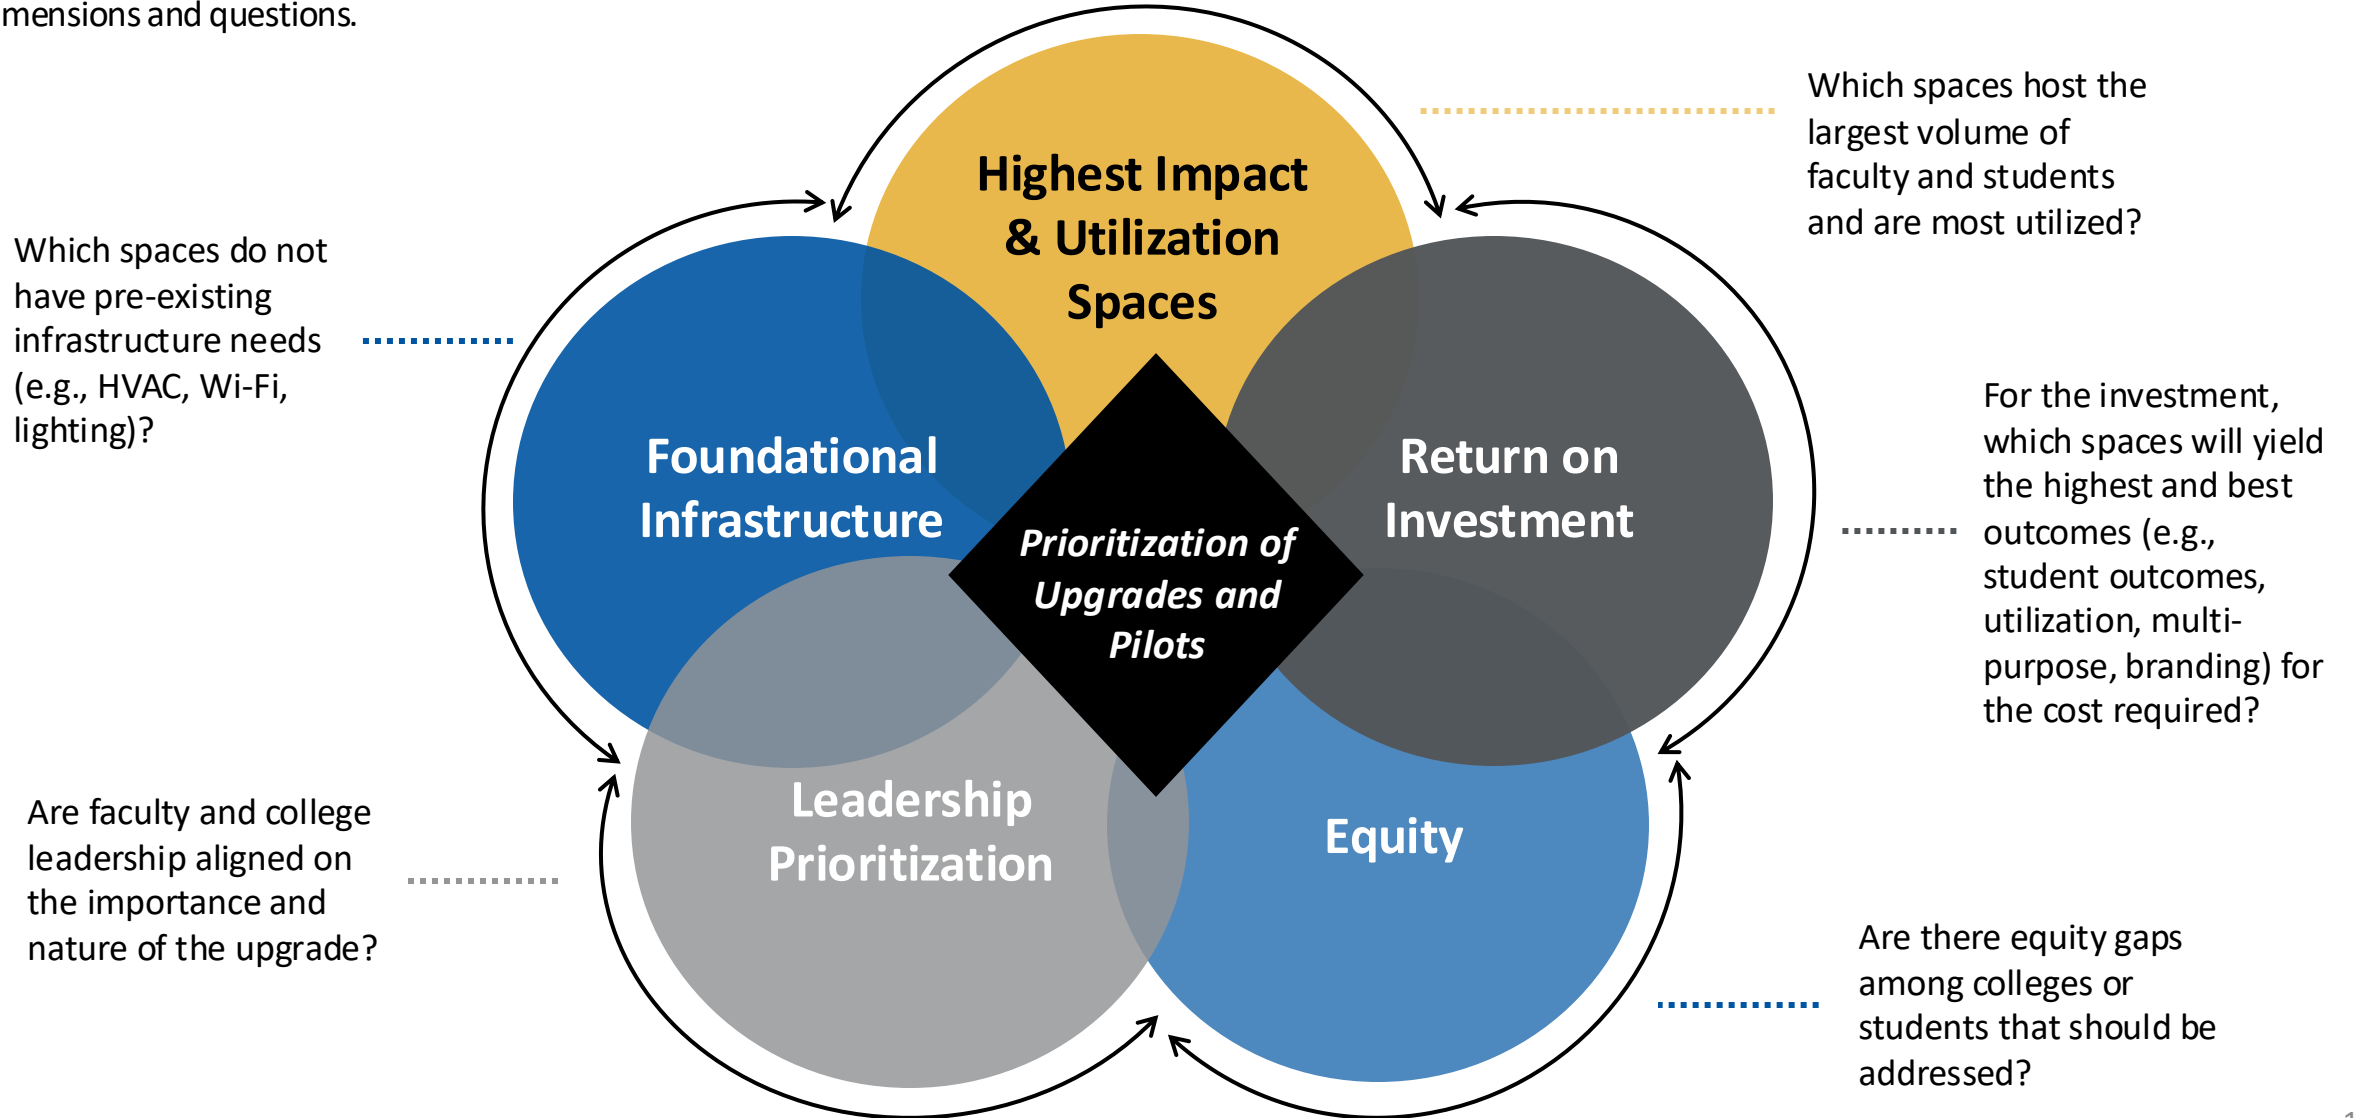 mensions and questions.
Highest Impact
& Utilization
Spaces
Which spaces host the
largest volume of
faculty and students
and are most utilized?
Which spaces do not
have pre-existing
infrastructure needs
(e.g., HVAC, Wi-Fi,
lighting)?
Foundational
Infrastructure
Return on
Investment
For the investment,
which spaces will yield
the highest and best
outcomes (e.g.,
student outcomes,
utilization, multi-
purpose, branding) for
the cost required?
Prioritization of
Upgrades and
Pilots
Are faculty and college
leadership aligned on
the importance and
nature of the upgrade?
Leadership
Prioritization
Equity
Are there equity gaps
among colleges or
students that should be
addressed?